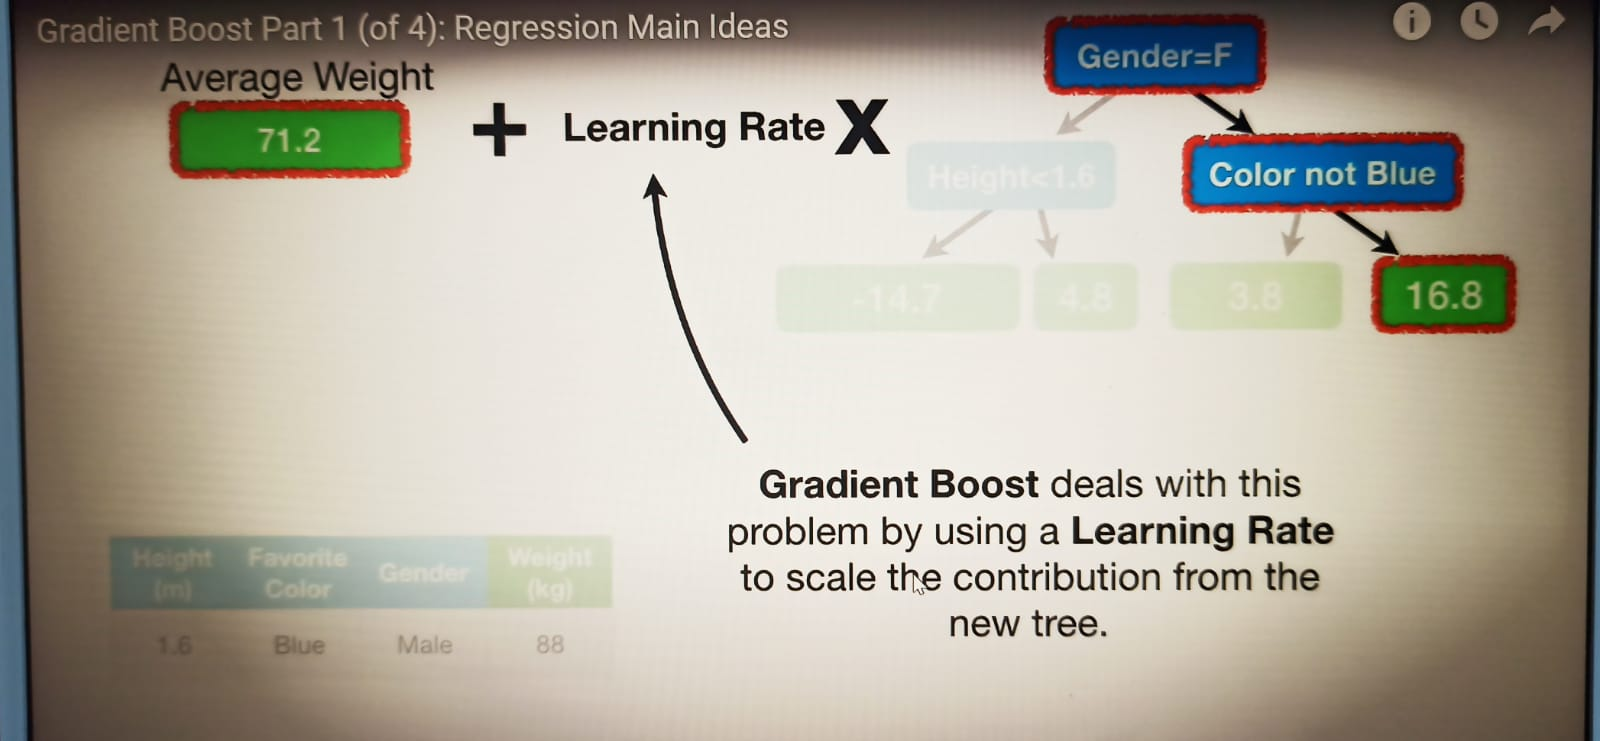 Gradient Boost Part 1 (of 4): Regression Main Ideas
Average Weight
71.2
+ Learning Rate X
Gender=F
Height<1.6
Color not Blue
-14.7 4.8 3.8 16.8
Gradient Boost deals with this
problem by using a Learning Rate
to scale the contribution from the
new tree.
Height (m) Favorite Color Gender Weight (kg)
1.6 Blue Male 88